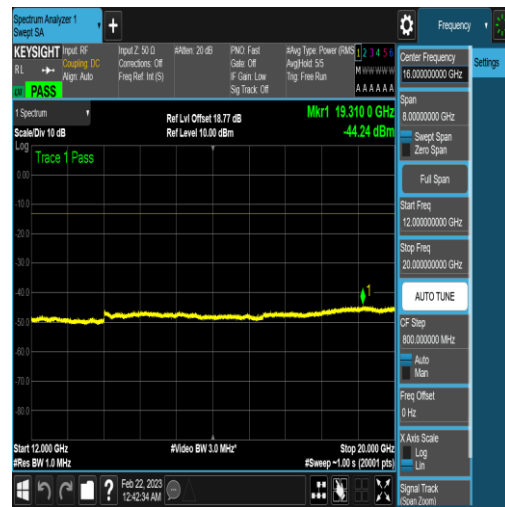 Spectrum Analyzer 1
Swept SA
Frequency
KEYSIGHT
RL
Input: RF
Coupling: DC
Align: Auto
Input Z: 50 Ω
Corrections: Off
Freq Ref: Int (S)
#Atten: 20 dB
PNO: Fast
Gate: Off
IF Gain: Low
Sig Track: Off
#Avg Type: Power (RMS
Avg|Hold: 5/5
Trig: Free Run
1 2 3 4 5 6
M W W W W W
A A A A A A
PASS
1 Spectrum
Scale/Div 10 dB
Ref Lvl Offset 18.77 dB
Ref Level 10.00 dBm
Mkr1 19.310 0 GHz
-44.24 dBm
Log
Trace 1 Pass
0.00
-10.0
-20.0
-30.0
-40.0
-50.0
-60.0
-70.0
-80.0
1
Start 12.000 GHz
#Res BW 1.0 MHz
#Video BW 3.0 MHz*
Stop 20.000 GHz
#Sweep ~1.00 s (20001 pts)
Feb 22, 2023
12:42:34 AM
Center Frequency
16.000000000 GHz
Settings
Span
8.00000000 GHz
Swept Span
Zero Span
Full Span
Start Freq
12.000000000 GHz
Stop Freq
20.000000000 GHz
AUTO TUNE
CF Step
800.000000 MHz
Auto
Man
Freq Offset
0 Hz
X Axis Scale
Log
Lin
Signal Track
(Span Zoom)